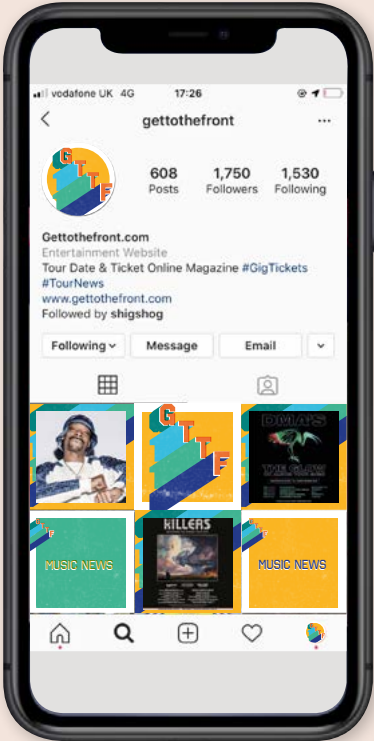 vodafone UK 4G 17:26
gettothefront
GTTF
608 1,750 1,530
Posts Followers Following
Gettothefront.com
Entertainment Website
Tour Date & Ticket Online Magazine #GigTickets
#TourNews
www.gettothefront.com
Followed by shigshog
Following Message Email
GTTF
DMA'S
THE GLOW
GTTF
MUSIC NEWS
KILLERS
GTTF
MUSIC NEWS